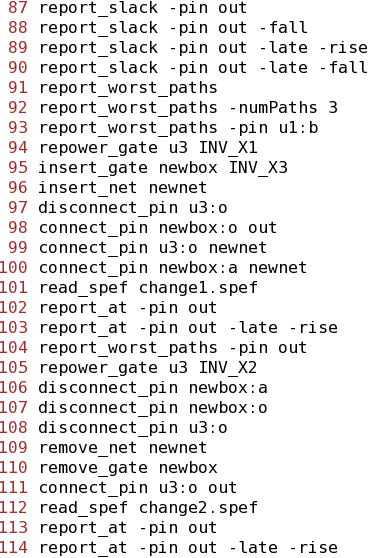 87 report_slack -pin out
88 report_slack -pin out -fall
89 report_slack -pin out -late -rise
90 report_slack -pin out -late -fall
91 report_worst_paths
92 report_worst_paths -numPaths 3
93 report_worst_paths -pin u1:b
94 repower_gate u3 INV_X1
95 insert_gate newbox INV_X3
96 insert_net newnet
97 disconnect_pin u3:o
98 connect_pin newbox:o out
99 connect_pin u3:o newnet
100 connect_pin newbox:a newnet
101 read_spef change1.spef
102 report_at -pin out
103 report_at -pin out -late -rise
104 report_worst_paths -pin out
105 repower_gate u3 INV_X2
106 disconnect_pin newbox:a
107 disconnect_pin newbox:o
108 disconnect_pin u3:o
109 remove_net newnet
110 remove_gate newbox
111 connect_pin u3:o out
112 read_spef change2.spef
113 report_at -pin out
114 report_at -pin out -late -rise